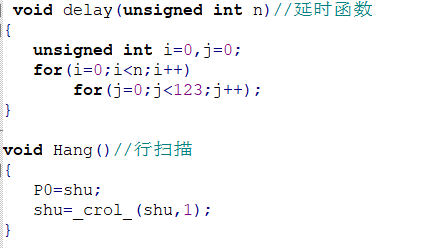 void delay(unsigned int n)//延时函数
{
unsigned int i=0,j=0;
for(i=0;i<n;i++)
for(j=0;j<123;j++);
}
void Hang()//行扫描
{
P0=shu;
shu=_crol_(shu,1);
}